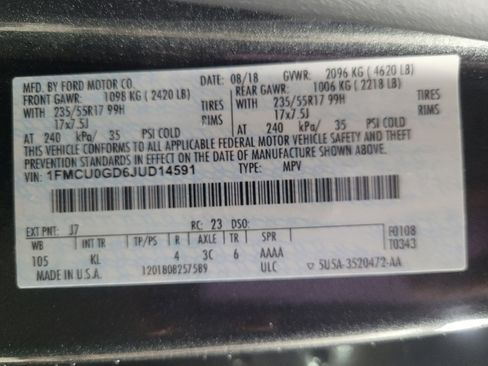 MFD. BY FORD MOTOR CO. DATE: 08/18 GVWR: 2096 KG (4620 LB)
FRONT GAWR: 1098 KG (2420 LB) REAR GAWR: 1006 KG (2218 LB)
WITH 235/55R17 99H TIRES WITH 235/55R17 99H TIRES
17x7.5J RIMS 17x7.5J RIMS
AT 240 kPa/ 35 PSI COLD AT 240 kPa/ 35 PSI COLD
THIS VEHICLE CONFORMS TO ALL APPLICABLE FEDERAL MOTOR VEHICLE SAFETY AND THEFT
PREVENTION STANDARDS IN EFFECT ON THE DATE OF MANUFACTURE SHOWN ABOVE.
VIN: 1FMCU0GD6JUD14591 TYPE: MPV
EXT PNT: J7 RC: 23 DSO: F0108
WB INT TR TP/PS R AXLE TR SPR T0343
105 KL 4 3C 6 AAAA
MADE IN U.S.A. 1201808257589 ULC ▽ 5U5A-3520472-AA